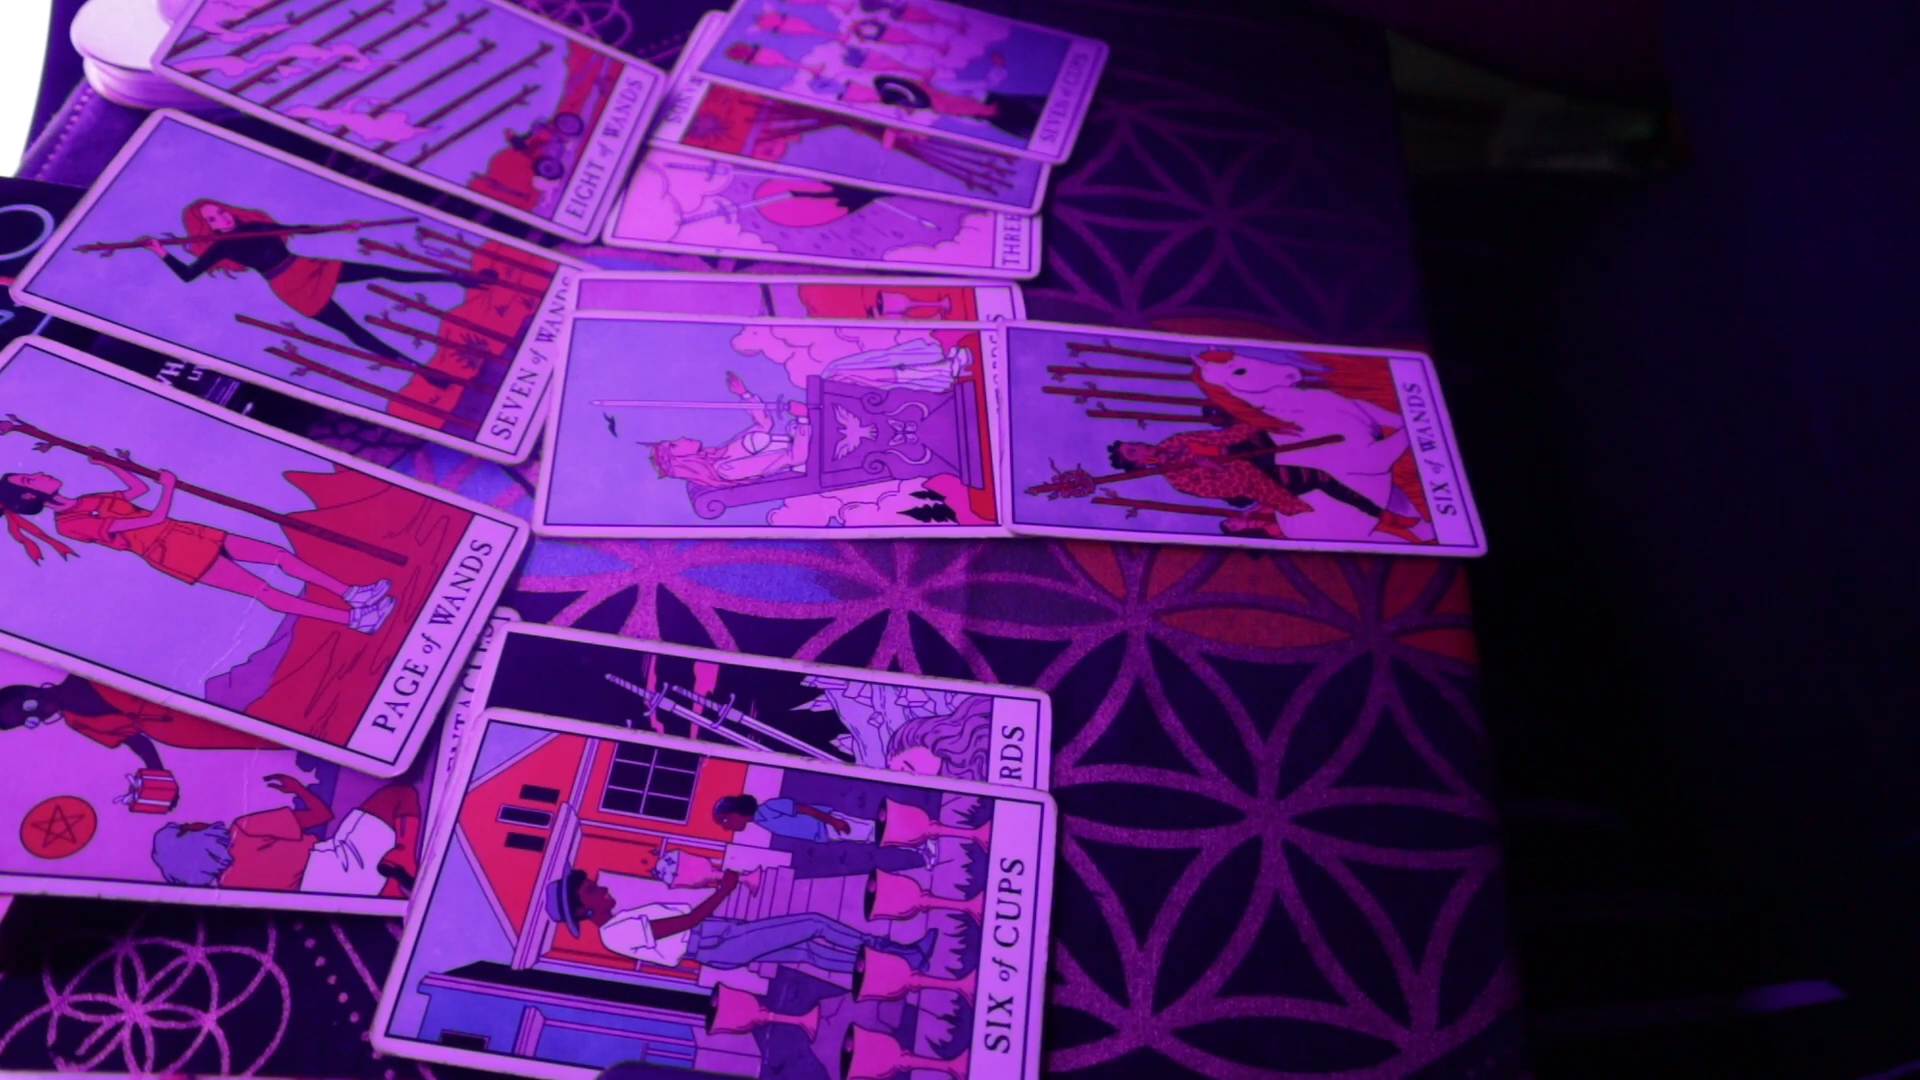 EIGHT of WANDS
SEVEN of CUPS
THREE
SEVEN of WANDS
SIX of WANDS
PAGE of WANDS
RDS
SIX of CUPS